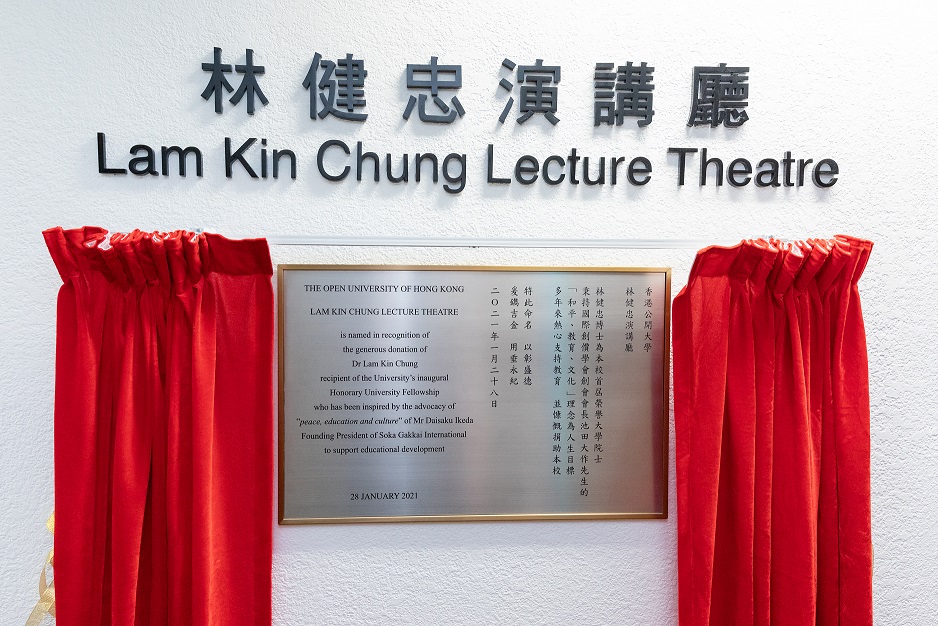 林健忠演講廳
Lam Kin Chung Lecture Theatre
THE OPEN UNIVERSITY OF HONG KONG
LAM KIN CHUNG LECTURE THEATRE
is named in recognition of
the generous donation of
Dr Lam Kin Chung
recipient of the University's inaugural
Honorary University Fellowship
who has been inspired by the advocacy of
"peace, education and culture" of Mr Daisaku Ikeda
Founding President of Soka Gakkai International
to support educational development
28 JANUARY 2021
香港公開大學
林健忠演講廳
林健忠博士為本校首屆榮譽大學院士
秉持國際創價學會創會會長池田大作先生的
「和平、教育、文化」理念為人生目標
多年來熱心支持教育 並慷慨捐助本校
特此命名 以彰盛德
爰鐫吉金 用垂永紀
二〇二一年一月二十八日